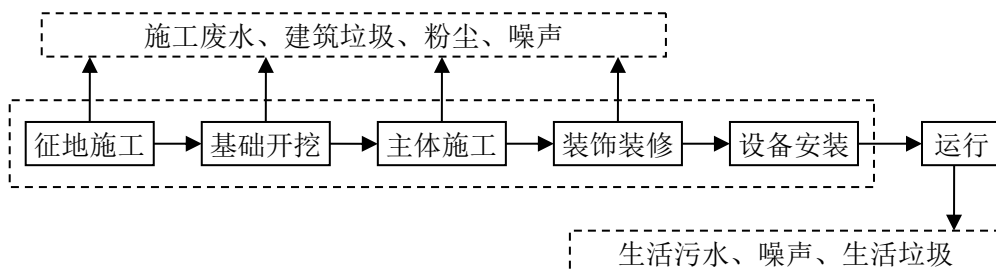 施工废水、建筑垃圾、粉尘、噪声
征地施工 基础开挖 主体施工 装饰装修 设备安装 运行
生活污水、噪声、生活垃圾